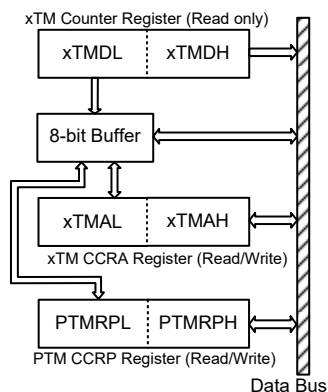 xTM Counter Register (Read only)
xTMDL xTMDH
8-bit Buffer
xTMAL xTMAH
xTM CCRA Register (Read/Write)
PTMRPL PTMRPH
PTM CCRP Register (Read/Write)
Data Bus